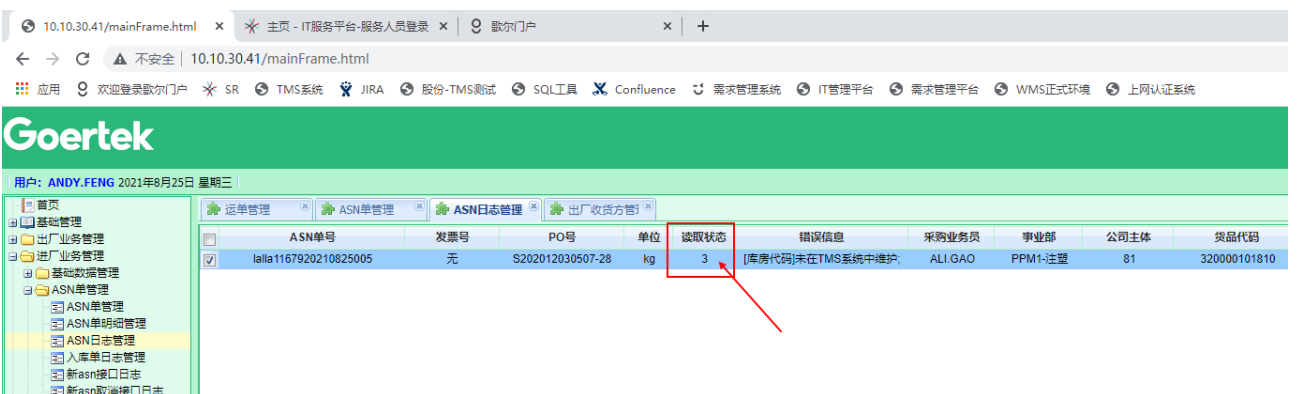 10.10.30.41/mainFrame.htm
主页 - IT服务平台-服务人员登录
歌尔门户
不安全 | 10.10.30.41/mainFrame.html
应用 欢迎登录歌尔门户 SR TMS系统 JIRA 股份-TMS测试 SQL工具 Confluence 需求管理系统 IT管理平台 需求管理平台 WMS正式环境 上网认证系统
Goertek
用户: ANDY.FENG 2021年8月25日 星期三
首页
基础管理
出厂业务管理
进厂业务管理
基础数据管理
ASN单管理
ASN单管理
ASN单明细管理
ASN日志管理
入库单日志管理
新asn接口日志
新asn取消接口日志
运单管理 ASN单管理 ASN日志管理 出厂收货方管理
ASN单号 发票号 PO号 单位 读取状态 错误信息 采购业务员 事业部 公司主体 货品代码
lalla1167920210825005 无 S202012030507-28 kg 3 [库房代码]未在TMS系统中维护; ALI.GAO PPM1-注塑 81 320000101810